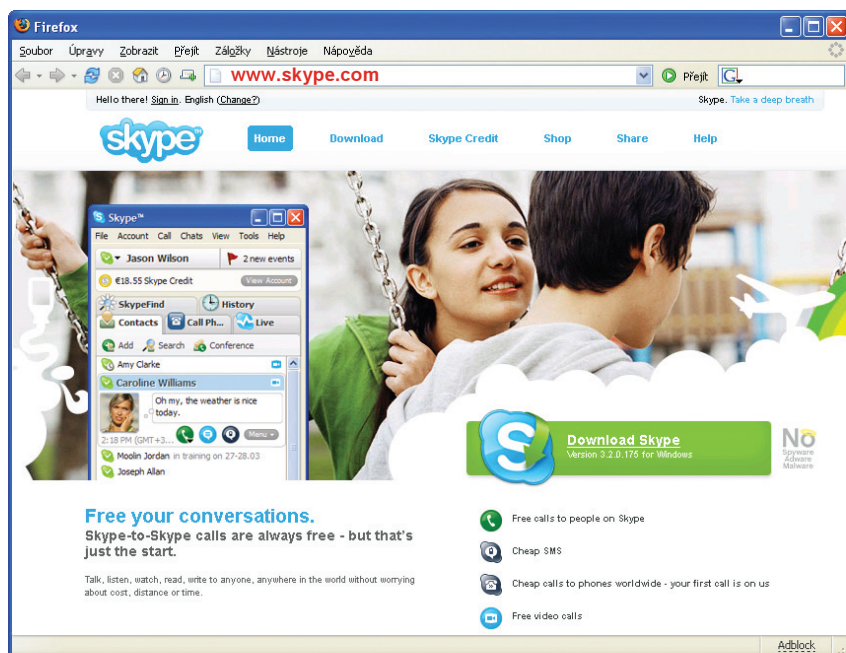 Firefox
Soubor Úpravy Zobrazit Přejít Záložky Nástroje Nápověda
www.skype.com Přejít G
Hello there! Sign in. English (Change?) Skype. Take a deep breath
skype™ Home Download Skype Credit Shop Share Help
S Skype™
File Account Call Chats View Tools Help
Jason Wilson 2 new events
€18.55 Skype Credit View Account
SkypeFind History
Contacts Call Ph... Live
Add Search Conference
Amy Clarke
Caroline Williams
Oh my, the weather is nice
today.
2:18 PM (GMT+3... Menu
Moolin Jordan in training on 27-28.03
Joseph Allan
S Download Skype
Version 3.2.0.175 for Windows
No
Spyware
Adware
Malware
Free your conversations.
Skype-to-Skype calls are always free - but that's
just the start.
Talk, listen, watch, read, write to anyone, anywhere in the world without worrying
about cost, distance or time.
Free calls to people on Skype
Cheap SMS
Cheap calls to phones worldwide - your first call is on us
Free video calls
Adblock